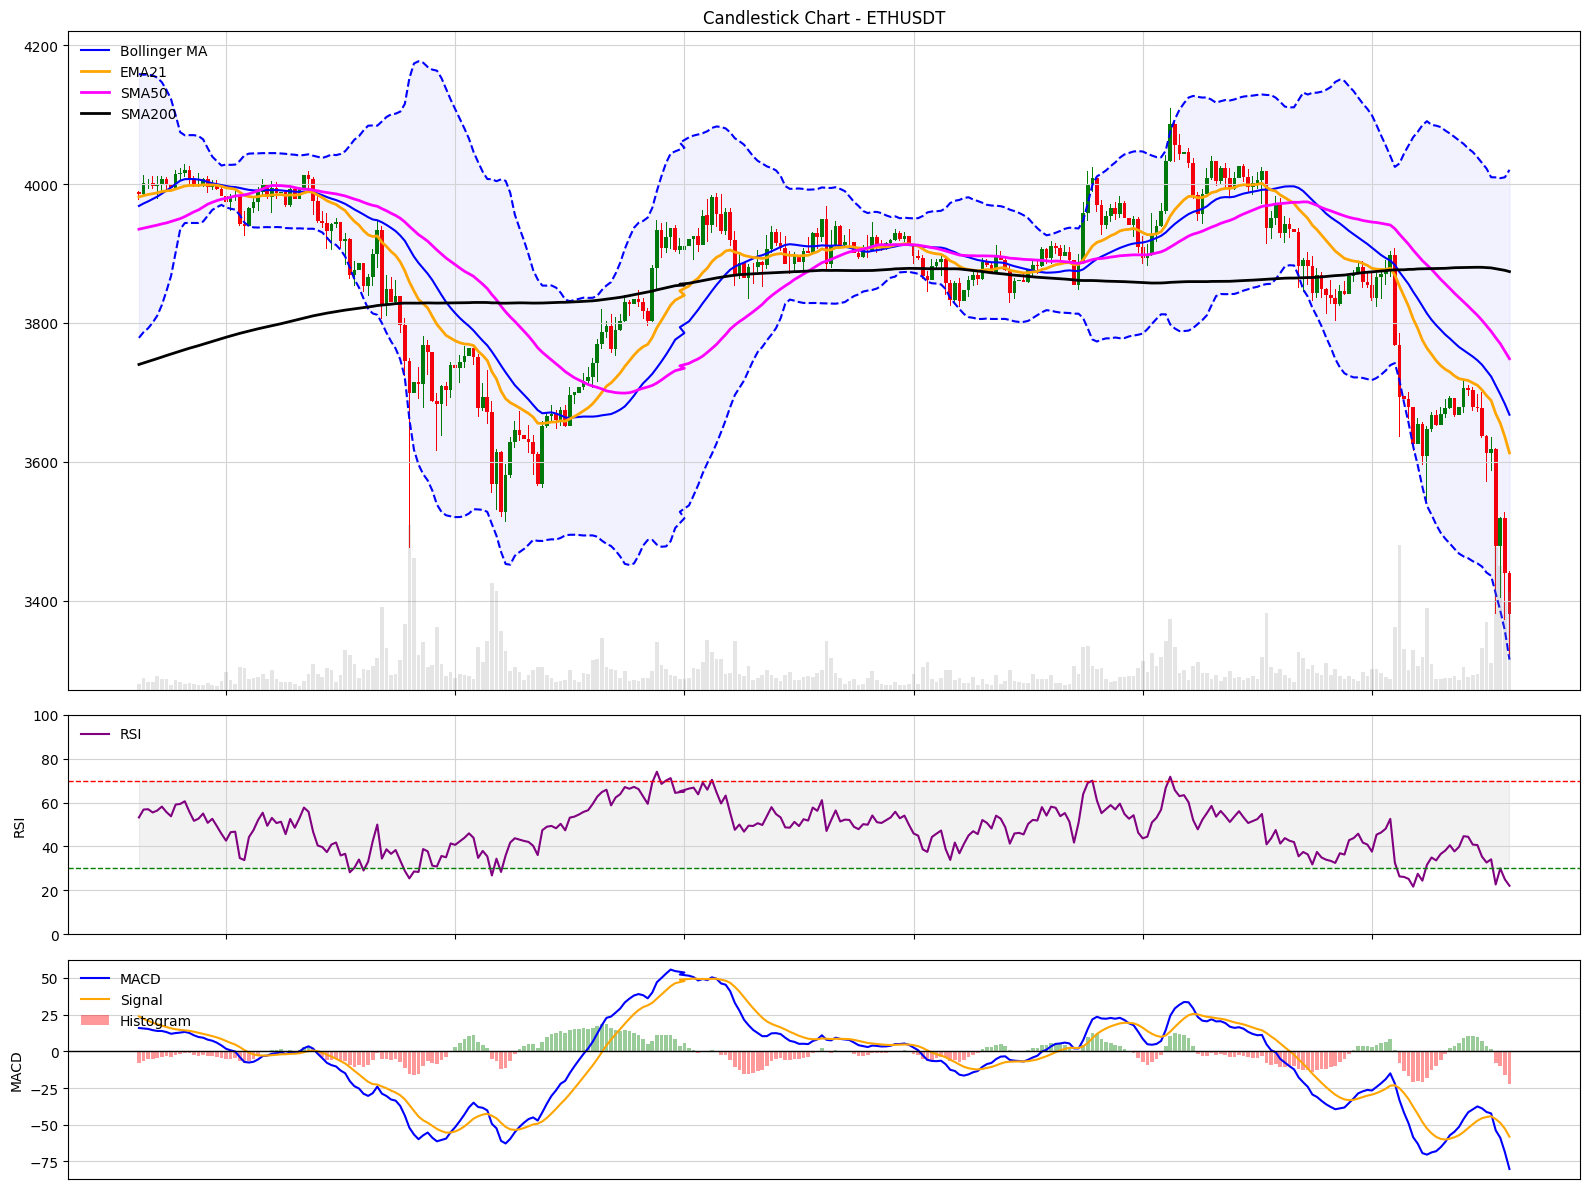 Candlestick Chart - ETHUSDT
4200
4000
3800
3600
3400
Bollinger MA
EMA21
SMA50
SMA200
100
80
60
40
20
0
RSI
RSI
50
25
0
−25
−50
−75
MACD
MACD
Signal
Histogram